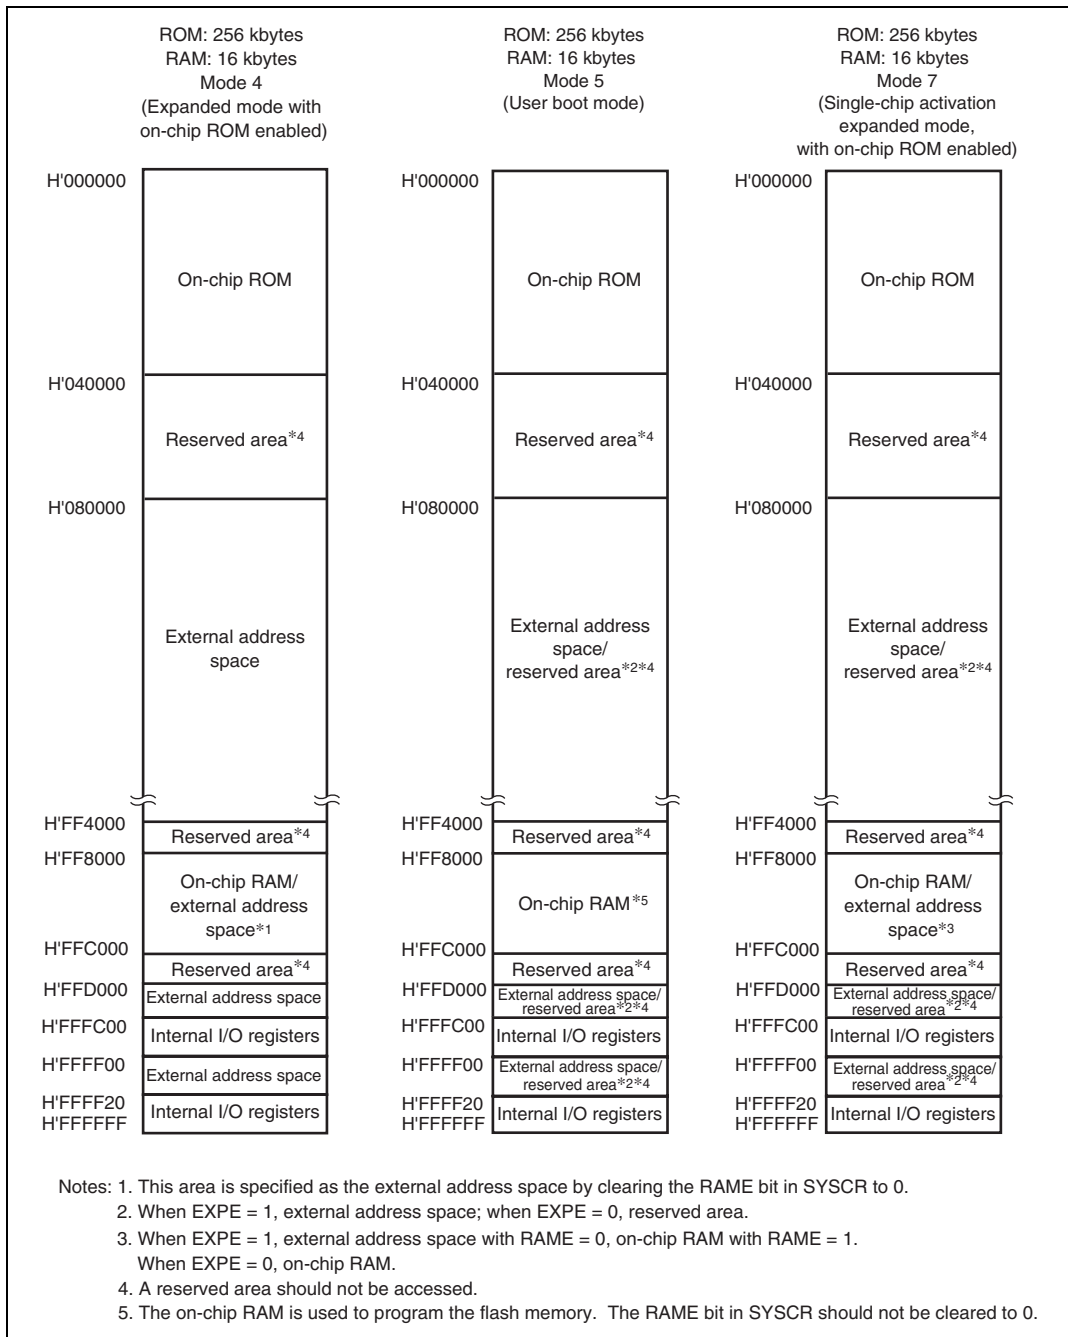 ROM: 256 kbytes
RAM: 16 kbytes
Mode 4
(Expanded mode with
on-chip ROM enabled)
H'000000
On-chip ROM
H'040000
Reserved area*4
H'080000
External address
space
H'FF4000
Reserved area*4
H'FF8000
On-chip RAM/
external address
space*1
H'FFC000
Reserved area*4
H'FFD000
External address space
H'FFFC00
Internal I/O registers
H'FFFF00
External address space
H'FFFF20
Internal I/O registers
H'FFFFFF
ROM: 256 kbytes
RAM: 16 kbytes
Mode 5
(User boot mode)
H'000000
On-chip ROM
H'040000
Reserved area*4
H'080000
External address
space/
reserved area*2*4
H'FF4000
Reserved area*4
H'FF8000
On-chip RAM*5
H'FFC000
Reserved area*4
H'FFD000
External address space/
reserved area*2*4
H'FFFC00
Internal I/O registers
H'FFFF00
External address space/
reserved area*2*4
H'FFFF20
Internal I/O registers
H'FFFFFF
ROM: 256 kbytes
RAM: 16 kbytes
Mode 7
(Single-chip activation
expanded mode,
with on-chip ROM enabled)
H'000000
On-chip ROM
H'040000
Reserved area*4
H'080000
External address
space/
reserved area*2*4
H'FF4000
Reserved area*4
H'FF8000
On-chip RAM/
external address
space*3
H'FFC000
Reserved area*4
H'FFD000
External address space/
reserved area*2*4
H'FFFC00
Internal I/O registers
H'FFFF00
External address space/
reserved area*2*4
H'FFFF20
Internal I/O registers
H'FFFFFF
Notes: 1. This area is specified as the external address space by clearing the RAME bit in SYSCR to 0.
2. When EXPE = 1, external address space; when EXPE = 0, reserved area.
3. When EXPE = 1, external address space with RAME = 0, on-chip RAM with RAME = 1.
When EXPE = 0, on-chip RAM.
4. A reserved area should not be accessed.
5. The on-chip RAM is used to program the flash memory. The RAME bit in SYSCR should not be cleared to 0.